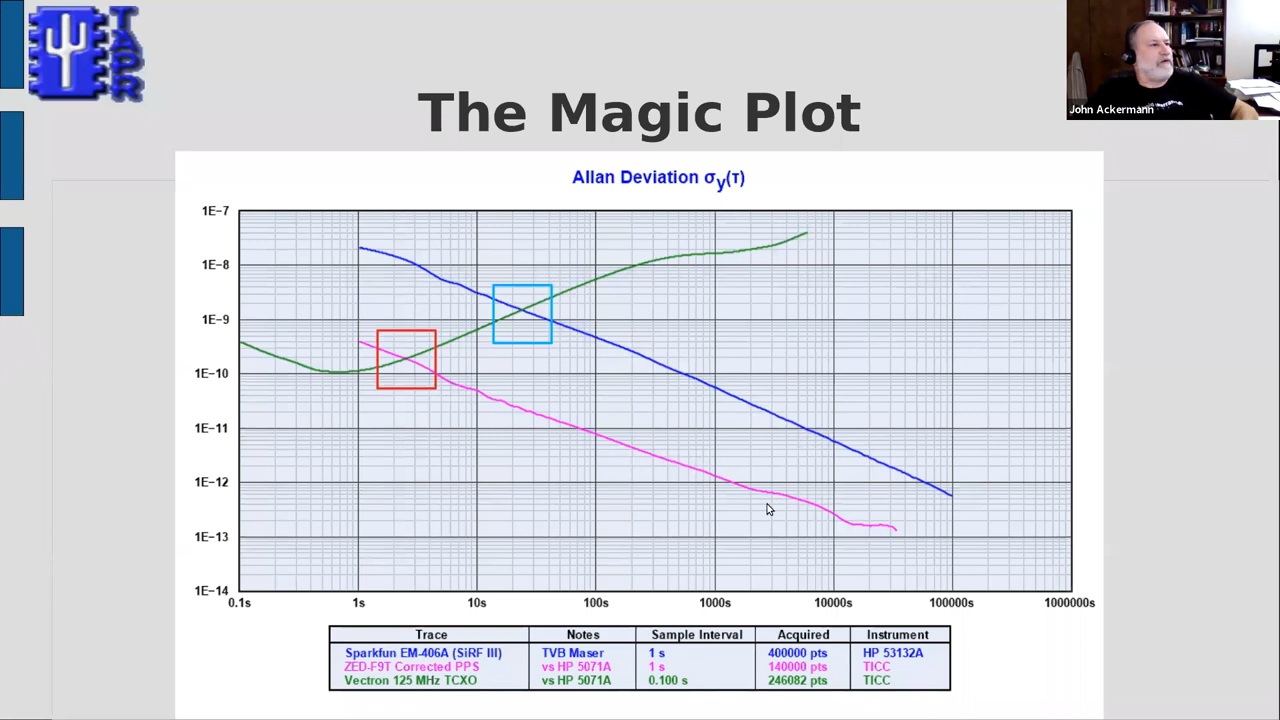 TAPR
John Ackermann
The Magic Plot
Allan Deviation σy(τ)
1E−7
1E−8
1E−9
1E−10
1E−11
1E−12
1E−13
1E−14
0.1s 1s 10s 100s 1000s 10000s 100000s 1000000s
Trace Notes Sample Interval Acquired Instrument
Sparkfun EM-406A (SiRF III) TVB Maser 1 s 400000 pts HP 53132A
ZED-F9T Corrected PPS vs HP 5071A 1 s 140000 pts TICC
Vectron 125 MHz TCXO vs HP 5071A 0.100 s 246082 pts TICC